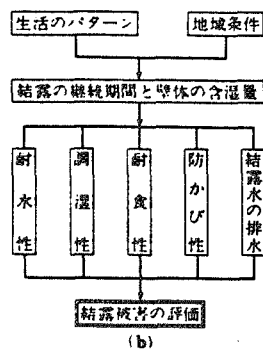 生活のパターン
地域条件
結露の継続期間と壁体の含湿量
耐水性
調湿性
耐食性
防かび性
結露水の排水
結露被害の評価
(b)